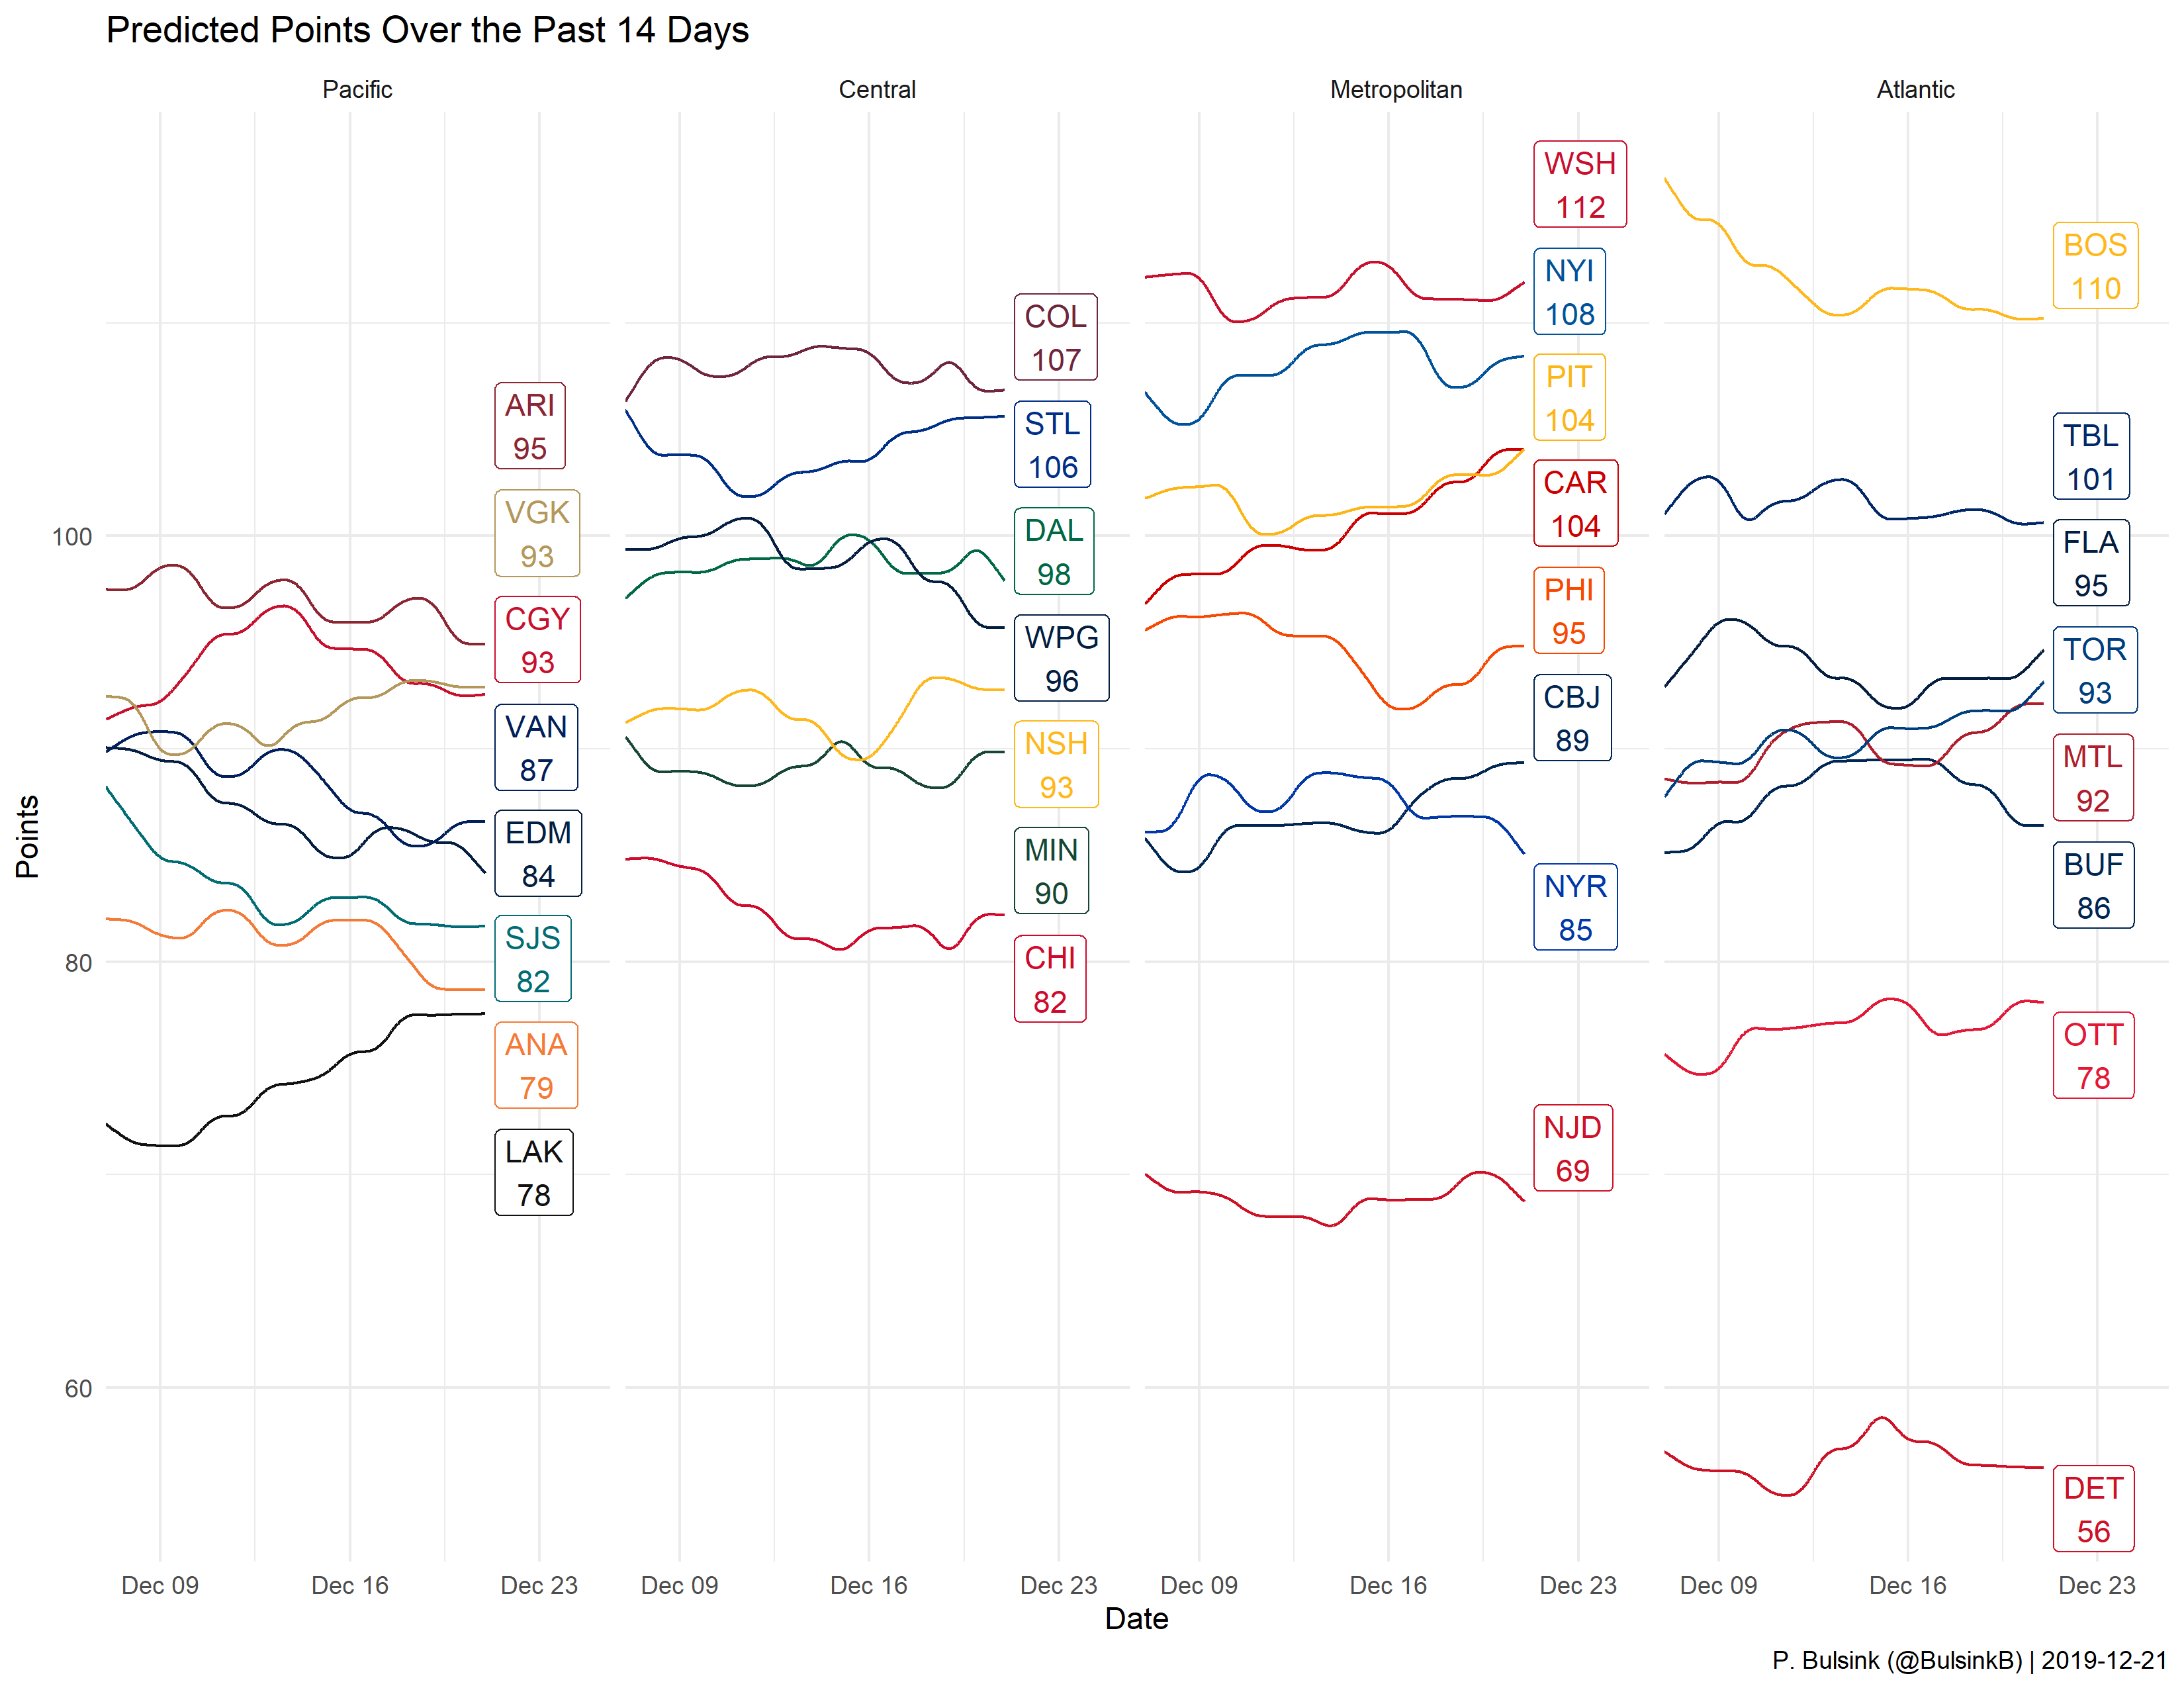 Predicted Points Over the Past 14 Days
Pacific
Central
Metropolitan
Atlantic
Points
100
80
60
ARI
95
VGK
93
CGY
93
VAN
87
EDM
84
SJS
82
ANA
79
LAK
78
COL
107
STL
106
DAL
98
WPG
96
NSH
93
MIN
90
CHI
82
WSH
112
NYI
108
PIT
104
CAR
104
PHI
95
CBJ
89
NYR
85
NJD
69
BOS
110
TBL
101
FLA
95
TOR
93
MTL
92
BUF
86
OTT
78
DET
56
Dec 09 Dec 16 Dec 23 Dec 09 Dec 16 Dec 23 Dec 09 Dec 16 Dec 23 Dec 09 Dec 16 Dec 23
Date
P. Bulsink (@BulsinkB) | 2019-12-21